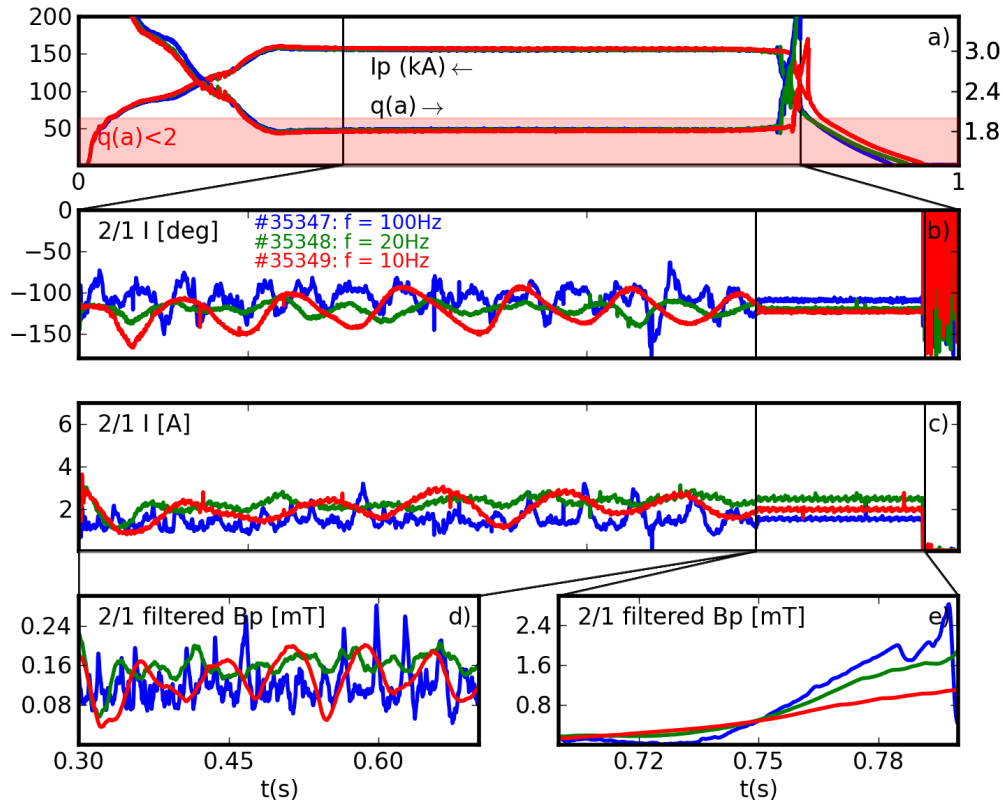 200
150
100
50
a)
3.0
2.4
1.8
Ip (kA) ←
q(a) →
q(a)<2
0
1
0
−50
−100
−150
2/1 I [deg]
#35347: f = 100Hz
#35348: f = 20Hz
#35349: f = 10Hz
b)
6
4
2
2/1 I [A]
c)
0.24
0.16
0.08
2/1 filtered Bp [mT]
d)
0.30
0.45
0.60
t(s)
2.4
1.6
0.8
2/1 filtered Bp [mT]
e)
0.72
0.75
0.78
t(s)